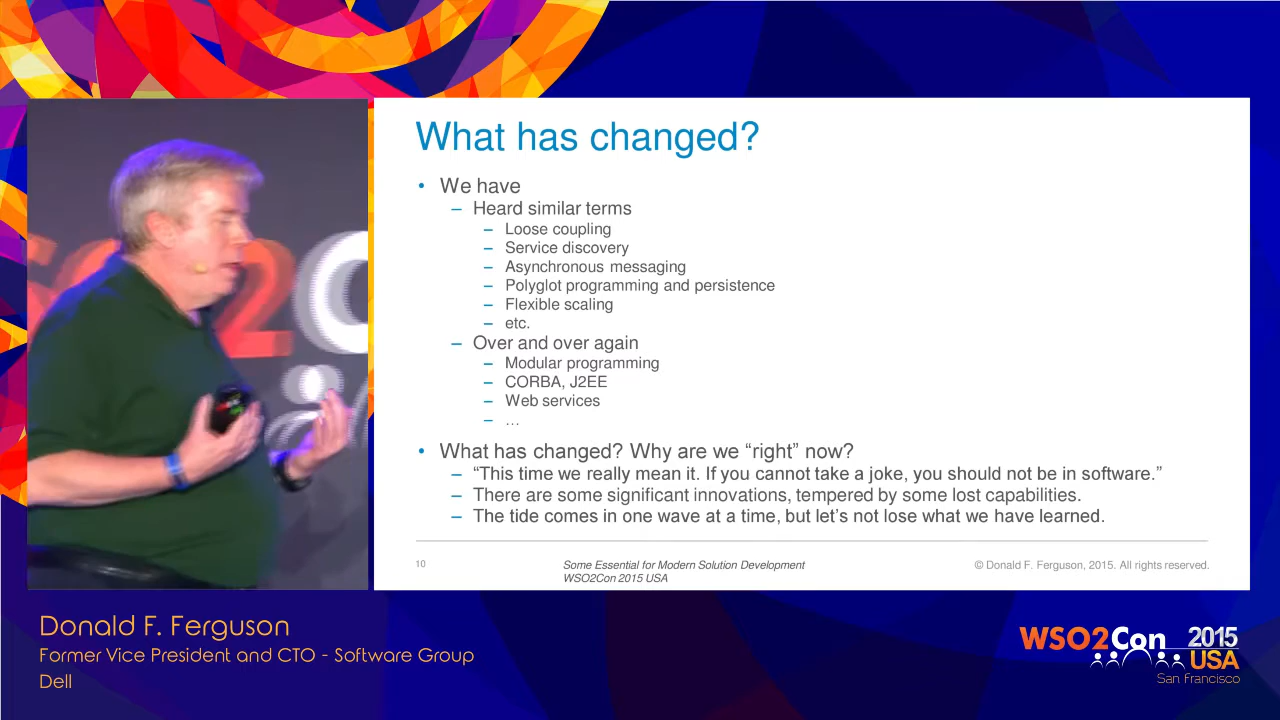 What has changed?
• We have
– Heard similar terms
– Loose coupling
– Service discovery
– Asynchronous messaging
– Polyglot programming and persistence
– Flexible scaling
– etc.
– Over and over again
– Modular programming
– CORBA, J2EE
– Web services
– …
• What has changed? Why are we “right” now?
– “This time we really mean it. If you cannot take a joke, you should not be in software.”
– There are some significant innovations, tempered by some lost capabilities.
– The tide comes in one wave at a time, but let’s not lose what we have learned.
10
Some Essential for Modern Solution Development
WSO2Con 2015 USA
© Donald F. Ferguson, 2015. All rights reserved.
Donald F. Ferguson
Former Vice President and CTO - Software Group
Dell
WSO2Con 2015
USA
San Francisco